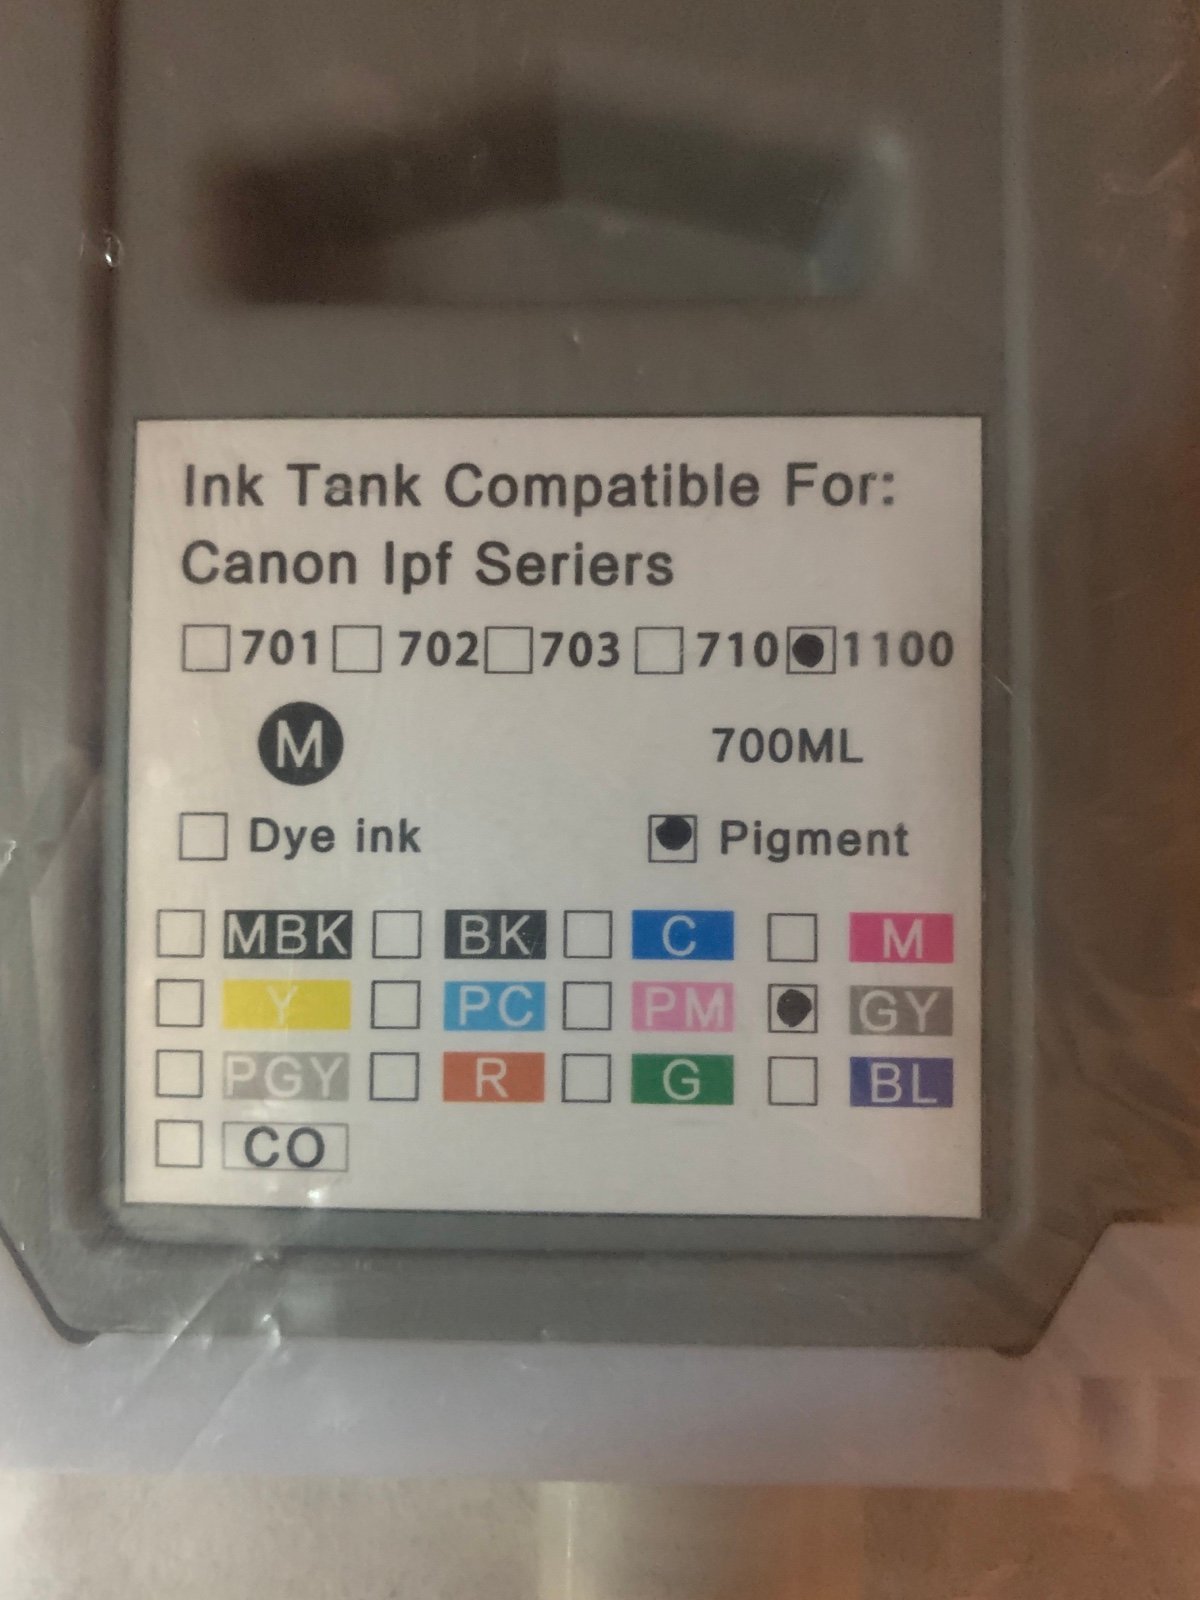 Ink Tank Compatible For:
Canon Ipf Seriers
701 702 703 710 1100
M 700ML
Dye ink Pigment
MBK BK C M
Y PC PM GY
PGY R G BL
CO